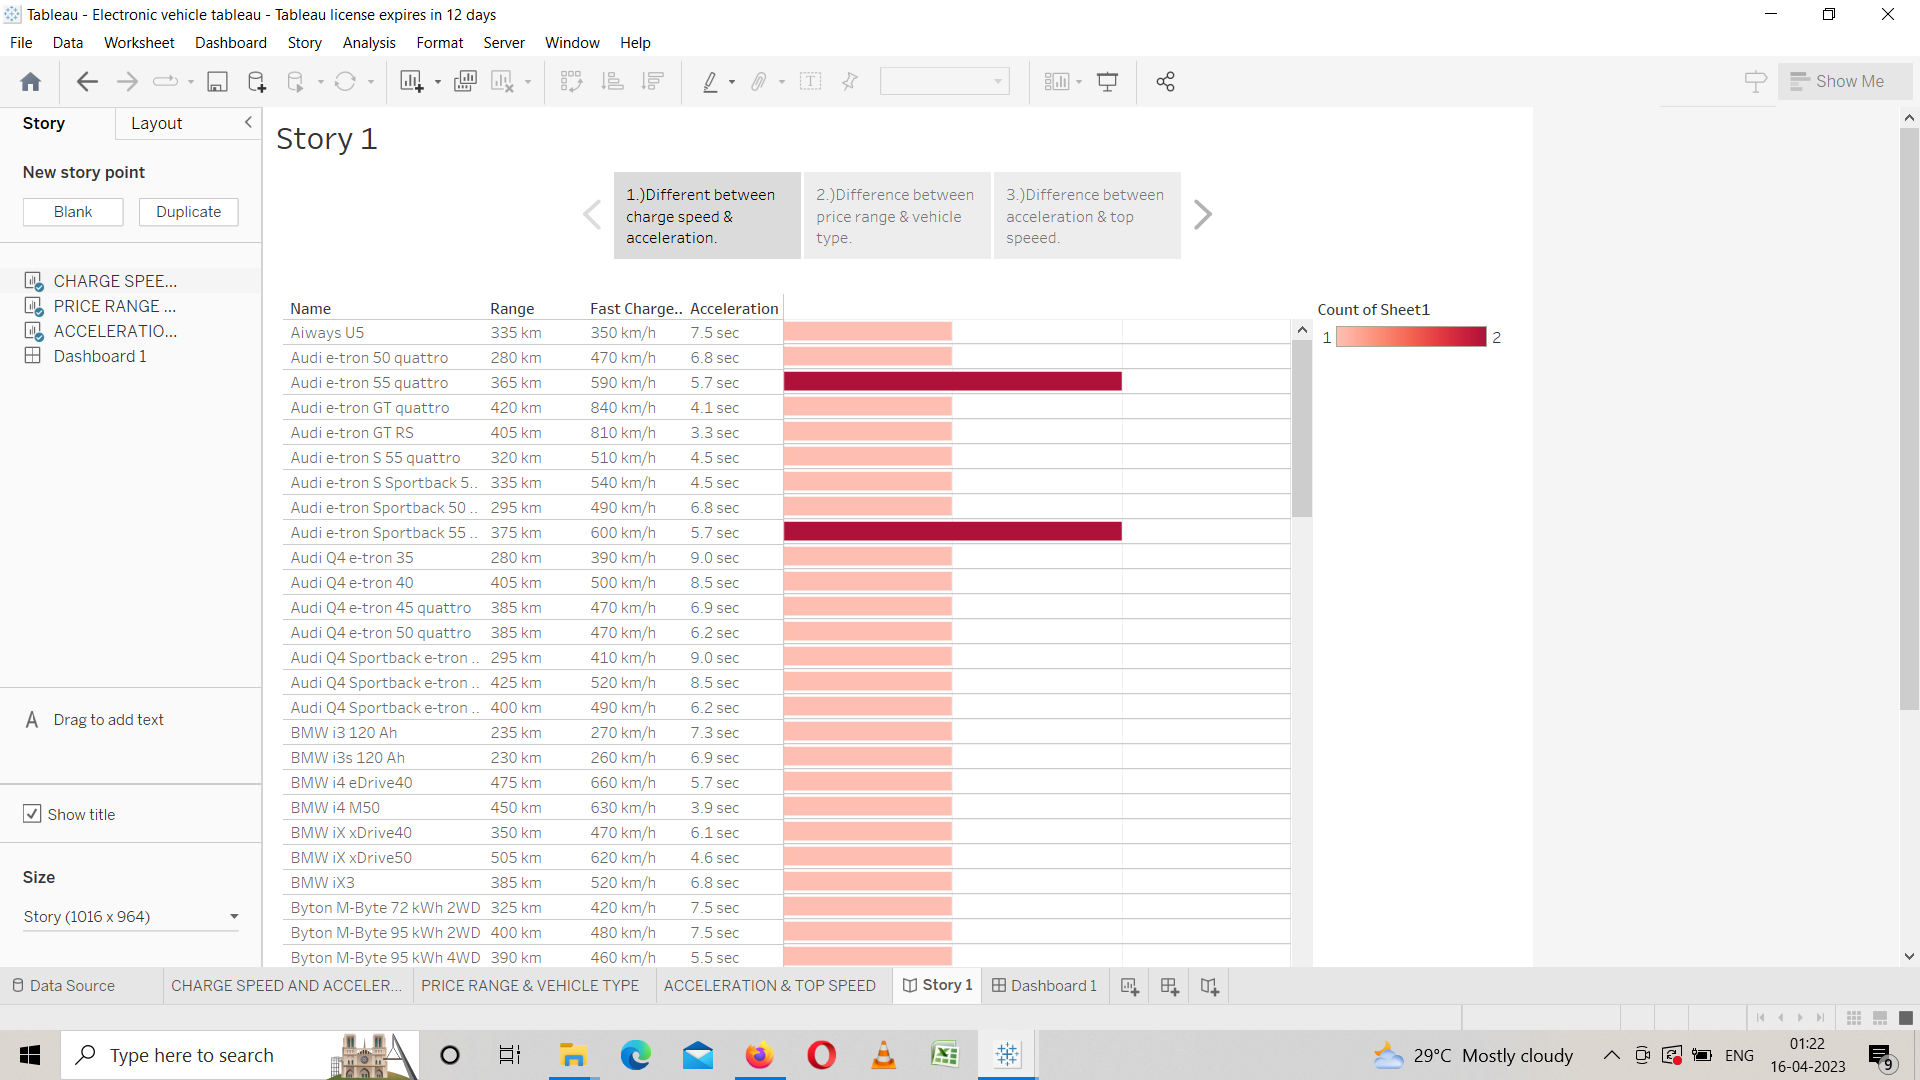 Tableau - Electronic vehicle tableau - Tableau license expires in 12 days
File Data Worksheet Dashboard Story Analysis Format Server Window Help
Show Me
Story Layout
New story point
Blank Duplicate
CHARGE SPEE...
PRICE RANGE ...
ACCELERATIO...
Dashboard 1
A Drag to add text
Show title
Size
Story (1016 x 964)
Story 1
1.)Different between
charge speed &
acceleration.
2.)Difference between
price range & vehicle
type.
3.)Difference between
acceleration & top
speeed.
Name Range Fast Charge.. Acceleration
Aiways U5 335 km 350 km/h 7.5 sec
Audi e-tron 50 quattro 280 km 470 km/h 6.8 sec
Audi e-tron 55 quattro 365 km 590 km/h 5.7 sec
Audi e-tron GT quattro 420 km 840 km/h 4.1 sec
Audi e-tron GT RS 405 km 810 km/h 3.3 sec
Audi e-tron S 55 quattro 320 km 510 km/h 4.5 sec
Audi e-tron S Sportback 5.. 335 km 540 km/h 4.5 sec
Audi e-tron Sportback 50 .. 295 km 490 km/h 6.8 sec
Audi e-tron Sportback 55 .. 375 km 600 km/h 5.7 sec
Audi Q4 e-tron 35 280 km 390 km/h 9.0 sec
Audi Q4 e-tron 40 405 km 500 km/h 8.5 sec
Audi Q4 e-tron 45 quattro 385 km 470 km/h 6.9 sec
Audi Q4 e-tron 50 quattro 385 km 470 km/h 6.2 sec
Audi Q4 Sportback e-tron .. 295 km 410 km/h 9.0 sec
Audi Q4 Sportback e-tron .. 425 km 520 km/h 8.5 sec
Audi Q4 Sportback e-tron .. 400 km 490 km/h 6.2 sec
BMW i3 120 Ah 235 km 270 km/h 7.3 sec
BMW i3s 120 Ah 230 km 260 km/h 6.9 sec
BMW i4 eDrive40 475 km 660 km/h 5.7 sec
BMW i4 M50 450 km 630 km/h 3.9 sec
BMW iX xDrive40 350 km 470 km/h 6.1 sec
BMW iX xDrive50 505 km 620 km/h 4.6 sec
BMW iX3 385 km 520 km/h 6.8 sec
Byton M-Byte 72 kWh 2WD 325 km 420 km/h 7.5 sec
Byton M-Byte 95 kWh 2WD 400 km 480 km/h 7.5 sec
Byton M-Byte 95 kWh 4WD 390 km 460 km/h 5.5 sec
Count of Sheet1
1 2
Data Source CHARGE SPEED AND ACCELER... PRICE RANGE & VEHICLE TYPE ACCELERATION & TOP SPEED Story 1 Dashboard 1
Type here to search
29°C Mostly cloudy
ENG
01:22
16-04-2023
9